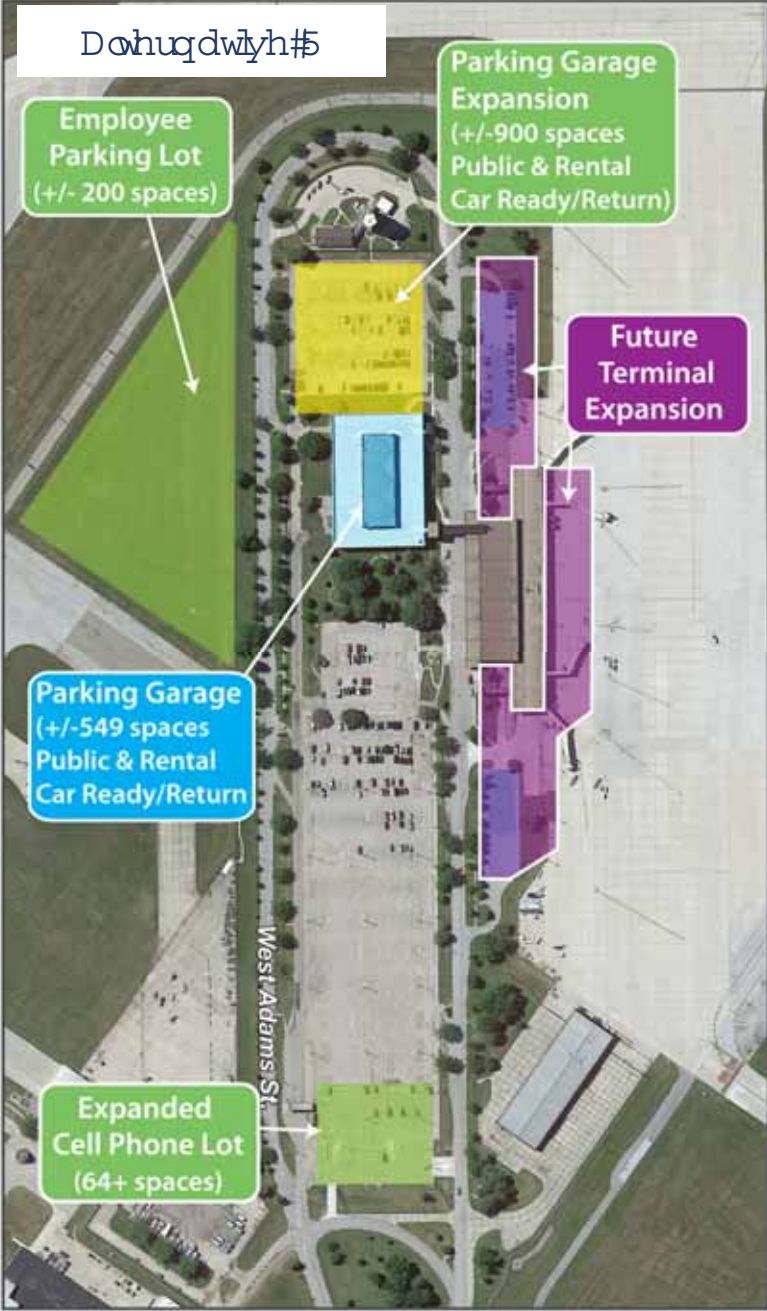 Dowhuqdwlyh#5
Employee
Parking Lot
(+/- 200 spaces)
Parking Garage
Expansion
(+/-900 spaces
Public & Rental
Car Ready/Return)
Future
Terminal
Expansion
Parking Garage
(+/-549 spaces
Public & Rental
Car Ready/Return
West Adams St.
Expanded
Cell Phone Lot
(64+ spaces)